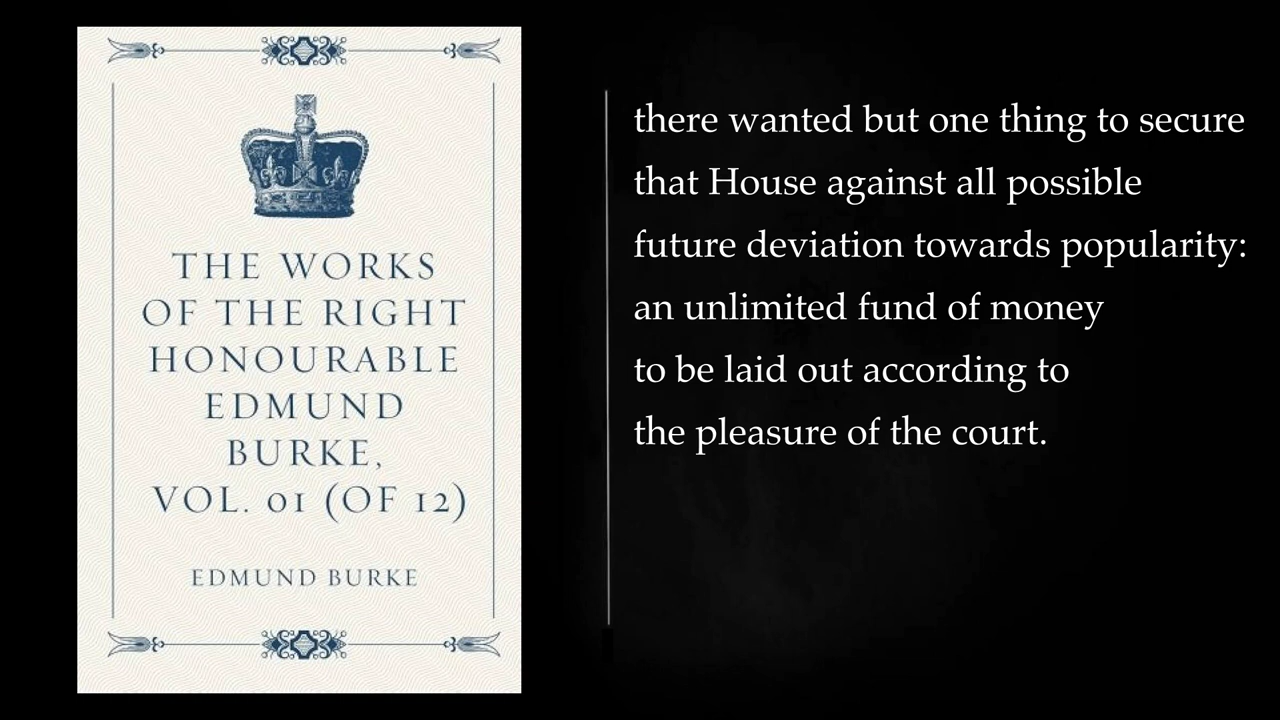 THE WORKS
OF THE RIGHT
HONOURABLE
EDMUND
BURKE,
VOL. 01 (OF 12)
EDMUND BURKE
there wanted but one thing to secure
that House against all possible
future deviation towards popularity:
an unlimited fund of money
to be laid out according to
the pleasure of the court.